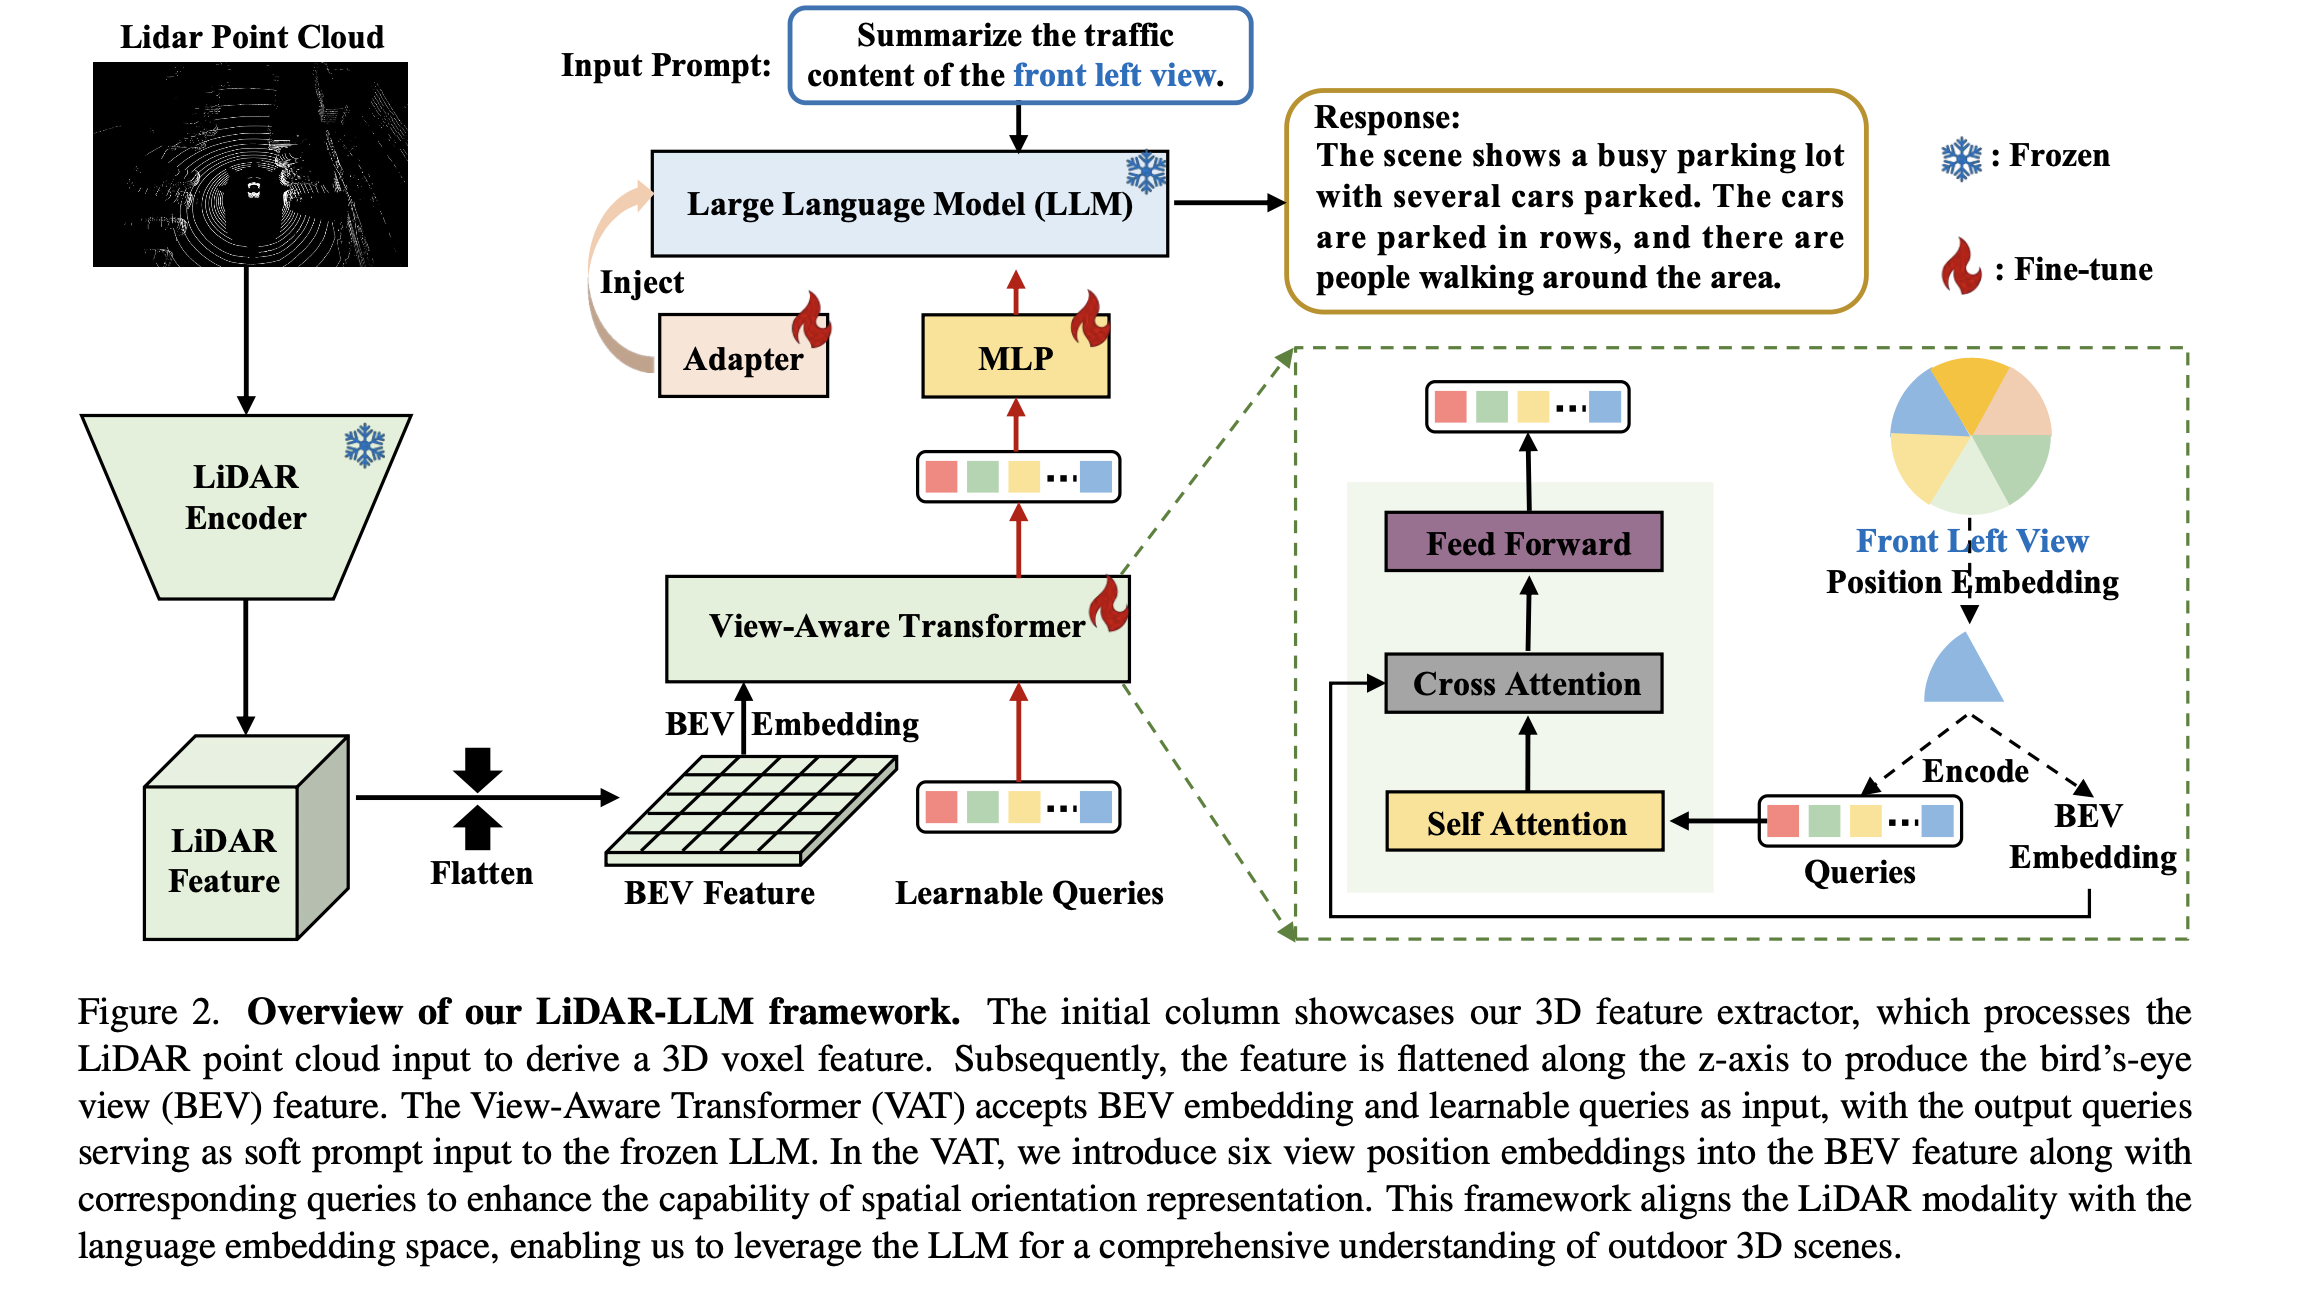 Lidar Point Cloud
Input Prompt:
Summarize the traffic
content of the front left view.
Large Language Model (LLM)
Response:
The scene shows a busy parking lot
with several cars parked. The cars
are parked in rows, and there are
people walking around the area.
: Frozen
: Fine-tune
Inject
Adapter
MLP
LiDAR
Encoder
View-Aware Transformer
BEV Embedding
LiDAR
Feature
Flatten
BEV Feature
Learnable Queries
Feed Forward
Cross Attention
Self Attention
Front Left View
Position Embedding
Encode
Queries
BEV
Embedding
Figure 2. Overview of our LiDAR-LLM framework. The initial column showcases our 3D feature extractor, which processes the
LiDAR point cloud input to derive a 3D voxel feature. Subsequently, the feature is flattened along the z-axis to produce the bird's-eye
view (BEV) feature. The View-Aware Transformer (VAT) accepts BEV embedding and learnable queries as input, with the output queries
serving as soft prompt input to the frozen LLM. In the VAT, we introduce six view position embeddings into the BEV feature along with
corresponding queries to enhance the capability of spatial orientation representation. This framework aligns the LiDAR modality with the
language embedding space, enabling us to leverage the LLM for a comprehensive understanding of outdoor 3D scenes.